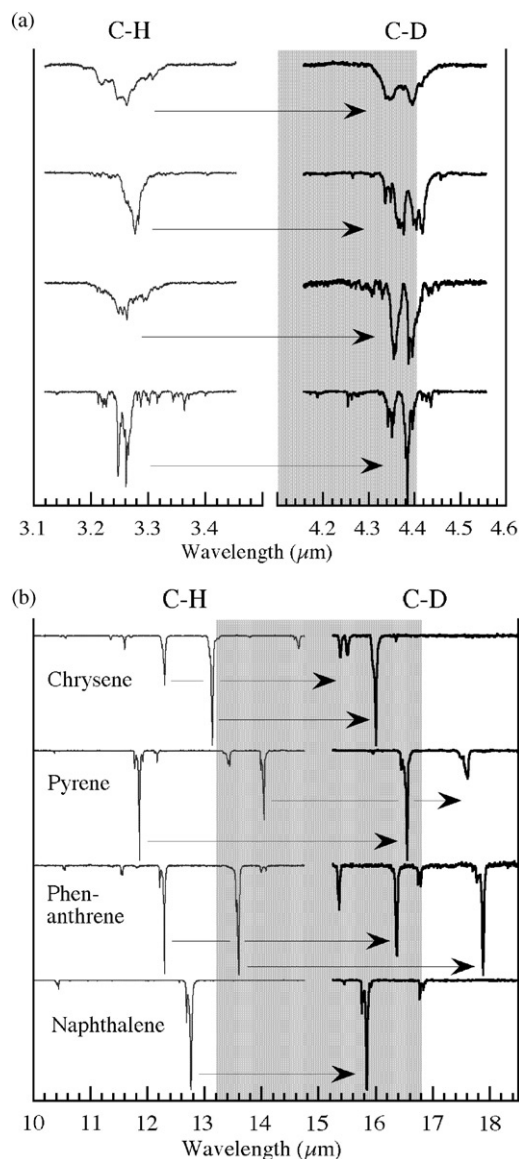 (a)
C-H C-D
3.1 3.2 3.3 3.4 4.2 4.3 4.4 4.5 4.6
Wavelength (μm)
(b)
C-H C-D
Chrysene
Pyrene
Phen-
anthrene
Naphthalene
10 11 12 13 14 15 16 17 18
Wavelength (μm)